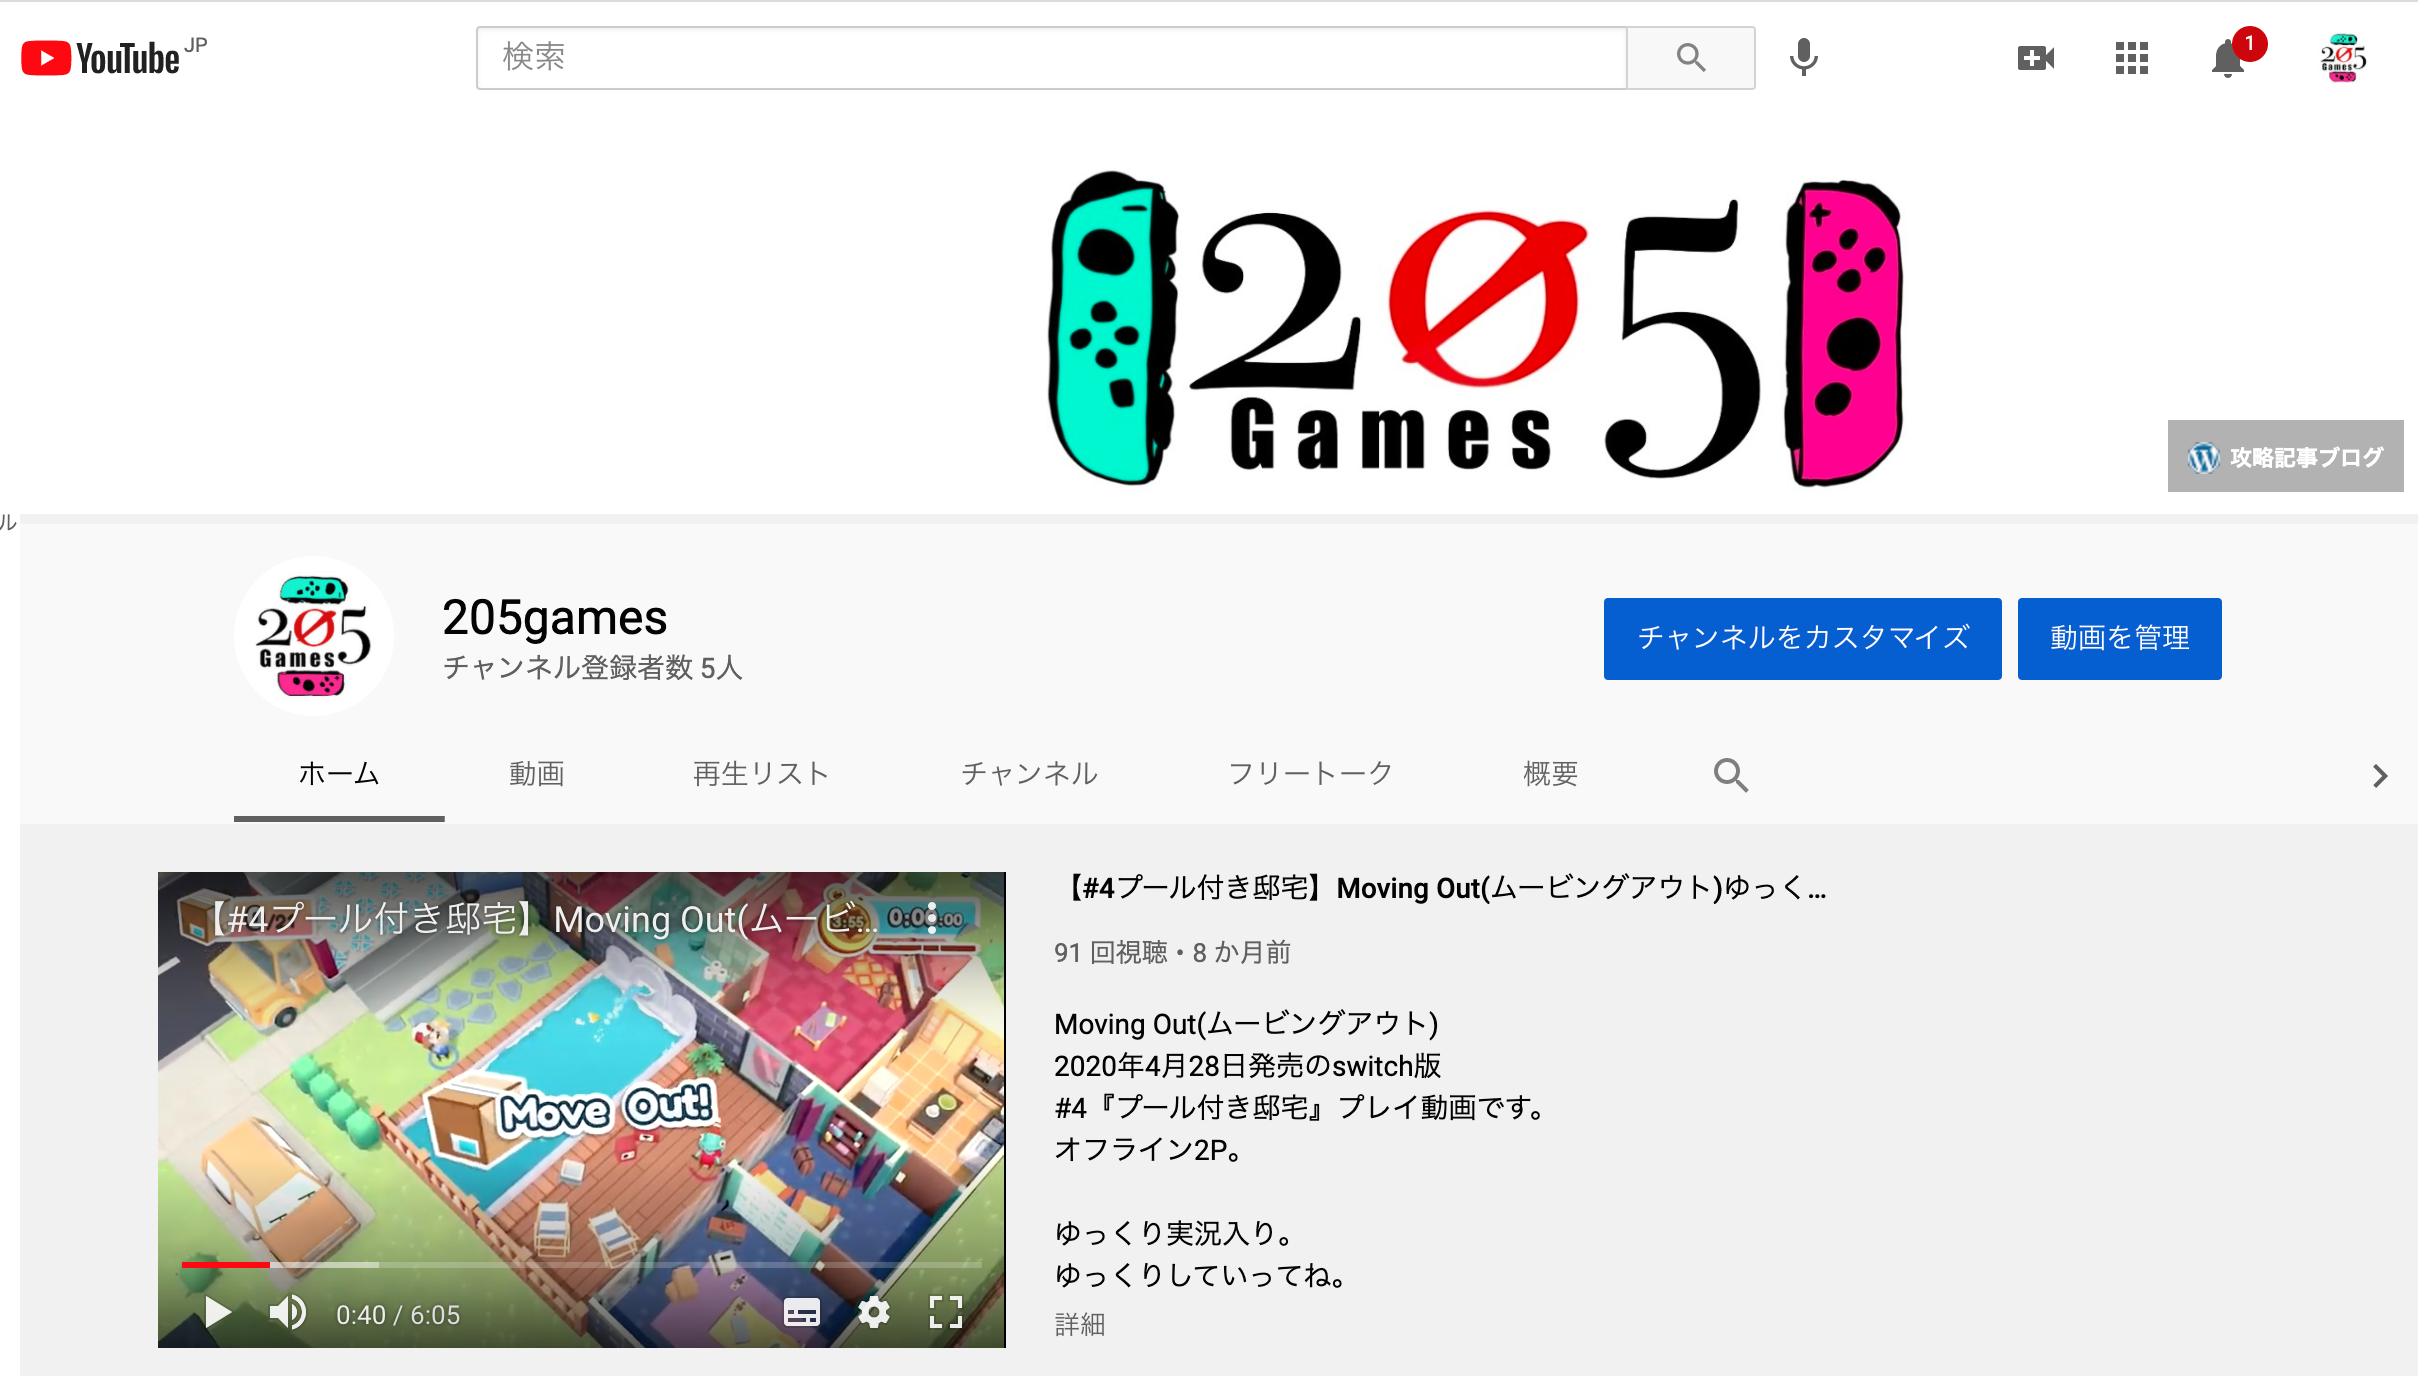 YouTube JP
検索
1
205
Games
205
Games
攻略記事ブログ
ル
205
Games
205games
チャンネル登録者数 5人
チャンネルをカスタマイズ
動画を管理
ホーム
動画
再生リスト
チャンネル
フリートーク
概要
【#4プール付き邸宅】Moving Out(ムービ...
3:55
Move Out!
0:40 / 6:05
【#4プール付き邸宅】Moving Out(ムービングアウト)ゆっく...
91 回視聴・8 か月前
Moving Out(ムービングアウト)
2020年4月28日発売のswitch版
#4『プール付き邸宅』プレイ動画です。
オフライン2P。
ゆっくり実況入り。
ゆっくりしていってね。
詳細